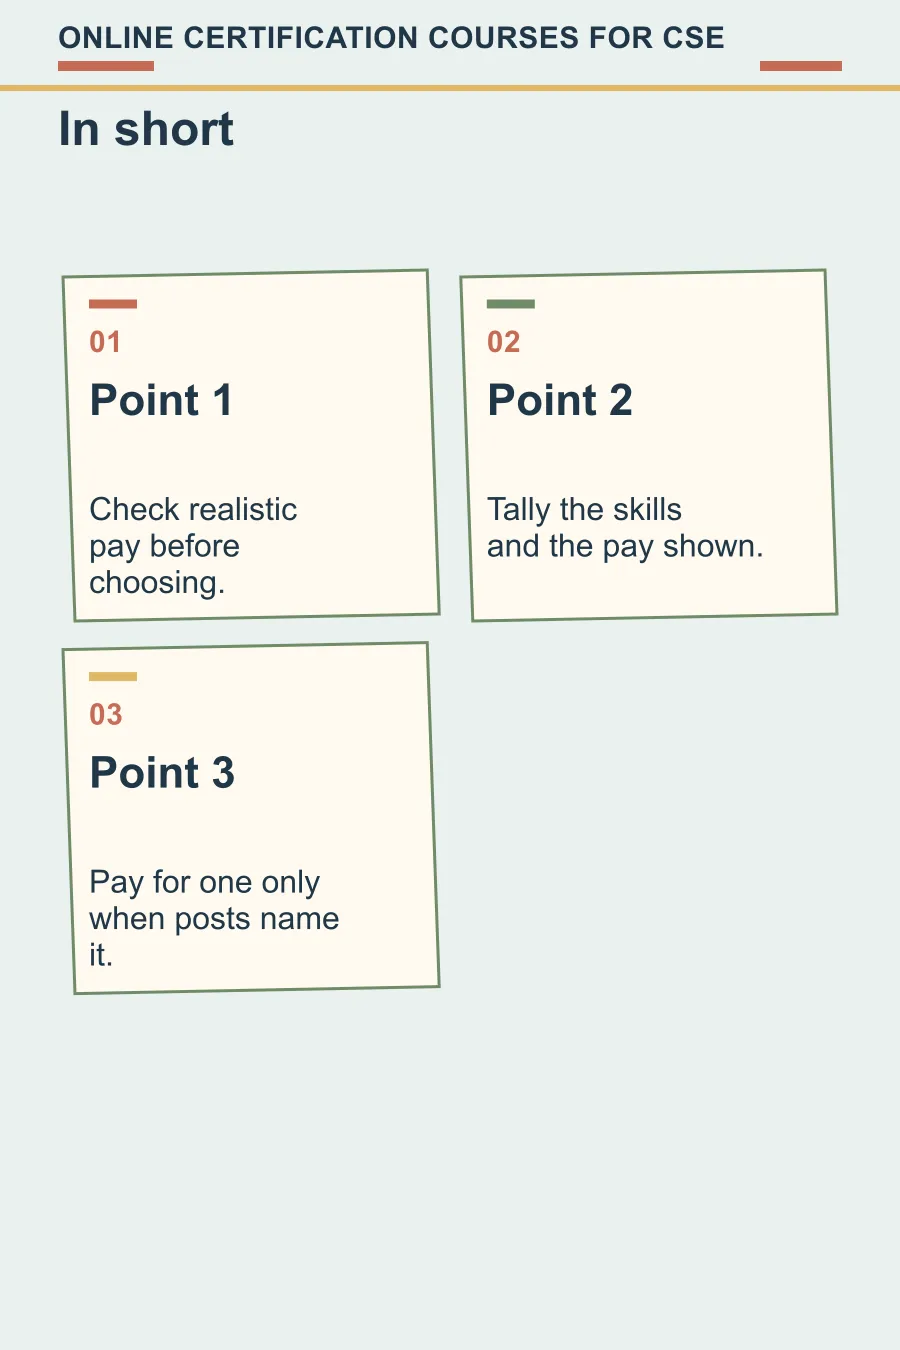 ONLINE CERTIFICATION COURSES FOR CSE
In short
01
Point 1
Check realistic
pay before
choosing.
02
Point 2
Tally the skills
and the pay shown.
03
Point 3
Pay for one only
when posts name
it.